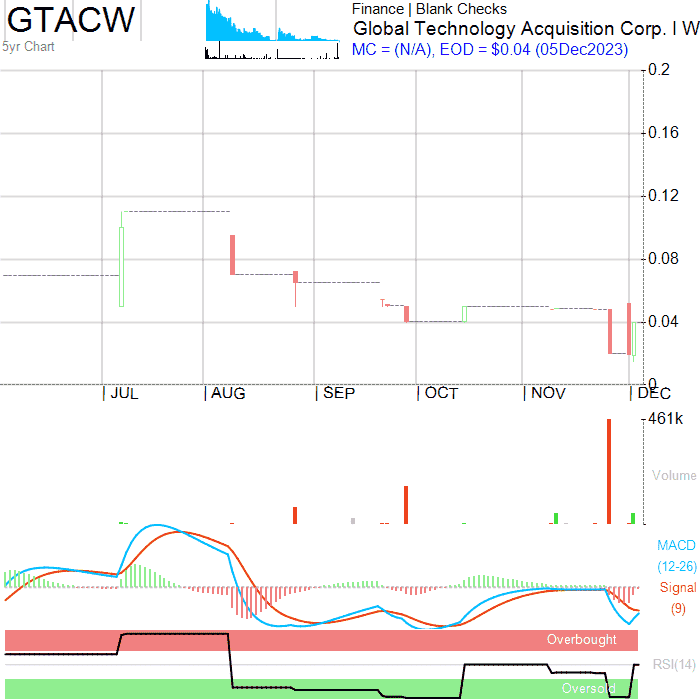 GTACW
5yr Chart
Finance | Blank Checks
Global Technology Acquisition Corp. I W
MC = (N/A), EOD = $0.04 (05Dec2023)
0.2
0.16
0.12
0.08
0.04
0
JUL
AUG
SEP
OCT
NOV
DEC
461k
Volume
MACD
(12-26)
Signal
(9)
Overbought
RSI(14)
Oversold